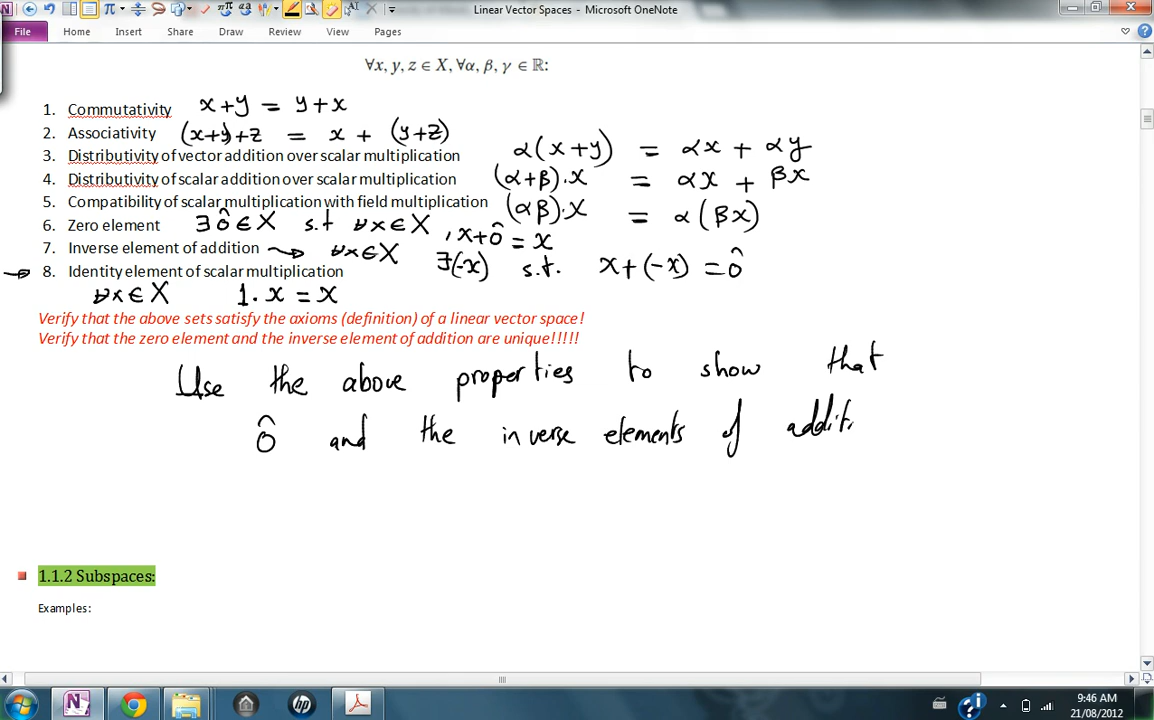 Linear Vector Spaces - Microsoft OneNote
File Home Insert Share Draw Review View Pages
∀x, y, z ∈ X, ∀α, β, γ ∈ ℝ:
1. Commutativity x+y = y+x
2. Associativity (x+y)+z = x + (y+z)
3. Distributivity of vector addition over scalar multiplication α(x+y) = αx + αy
4. Distributivity of scalar addition over scalar multiplication (α+β)·x = αx + βx
5. Compatibility of scalar multiplication with field multiplication (αβ)·x = α(βx)
6. Zero element ∃ ô ∈ X s.t ∀x ∈ X , x+ô = x
7. Inverse element of addition → ∀x ∈ X ∃(-x) s.t. x+(-x) = ô
→ 8. Identity element of scalar multiplication
∀x ∈ X 1. x = x
Verify that the above sets satisfy the axioms (definition) of a linear vector space!
Verify that the zero element and the inverse element of addition are unique!!!!!
Use the above properties to show that
ô and the inverse elements of additi
1.1.2 Subspaces:
Examples:
9:46 AM
21/08/2012